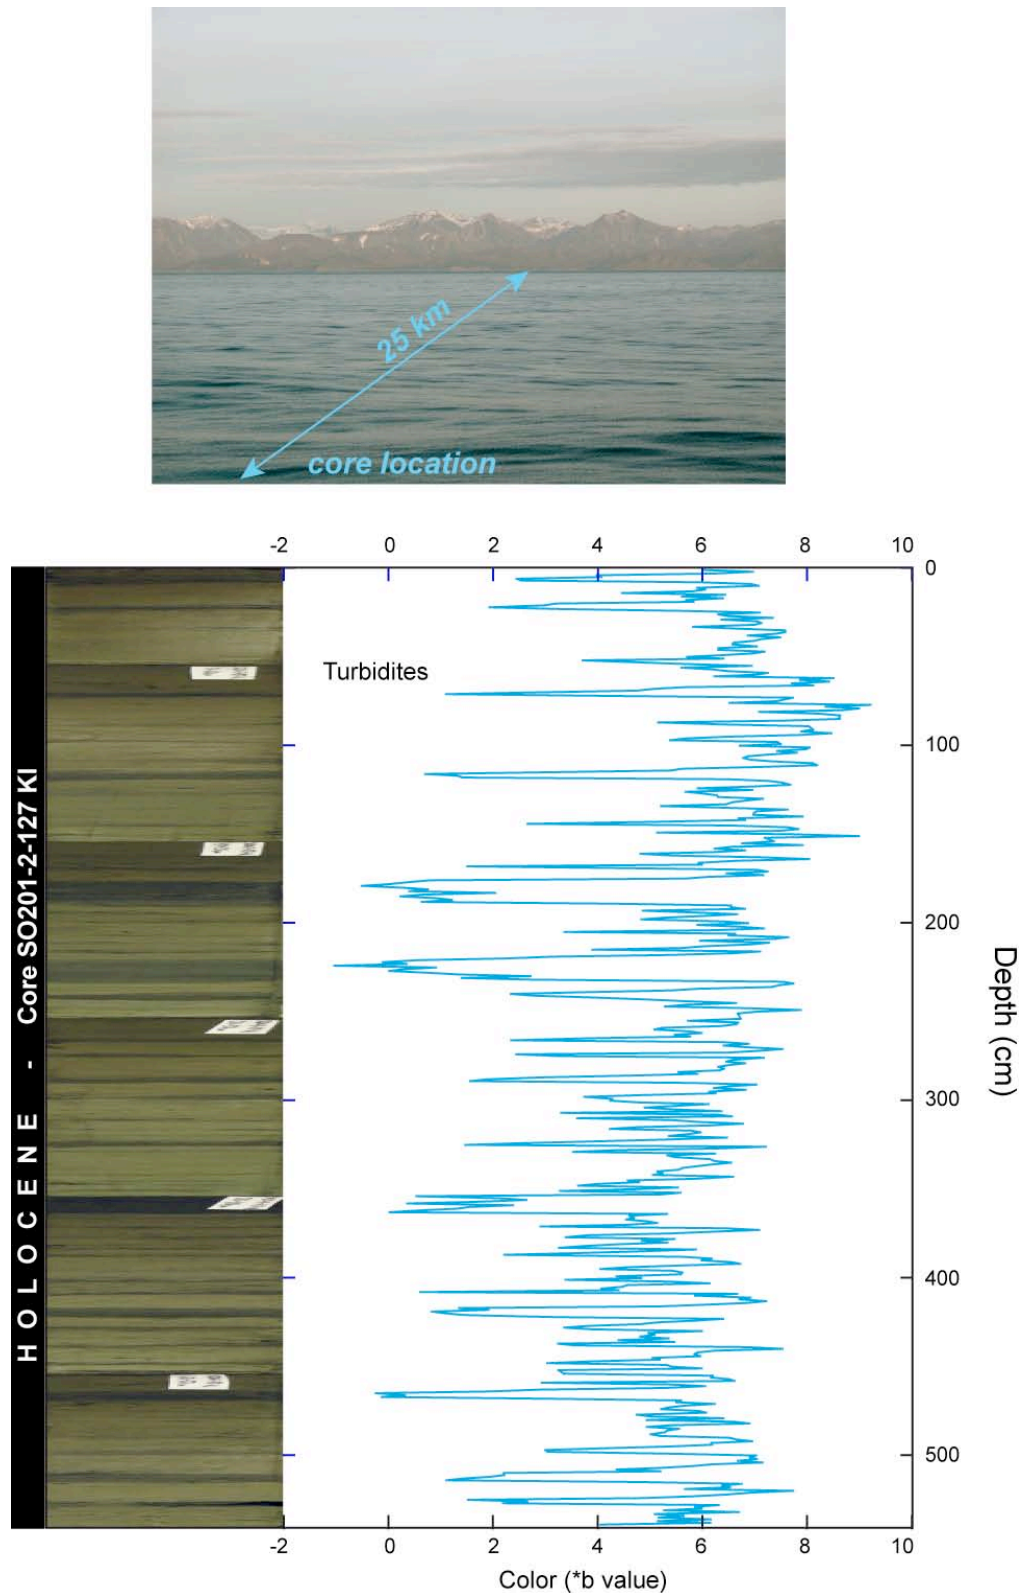 25 km
core location
-2 0 2 4 6 8 10
HOLOCENE - Core SO201-2-127 KI
Turbidites
0
100
200
300
400
500
Depth (cm)
-2 0 2 4 6 8 10
Color (*b value)